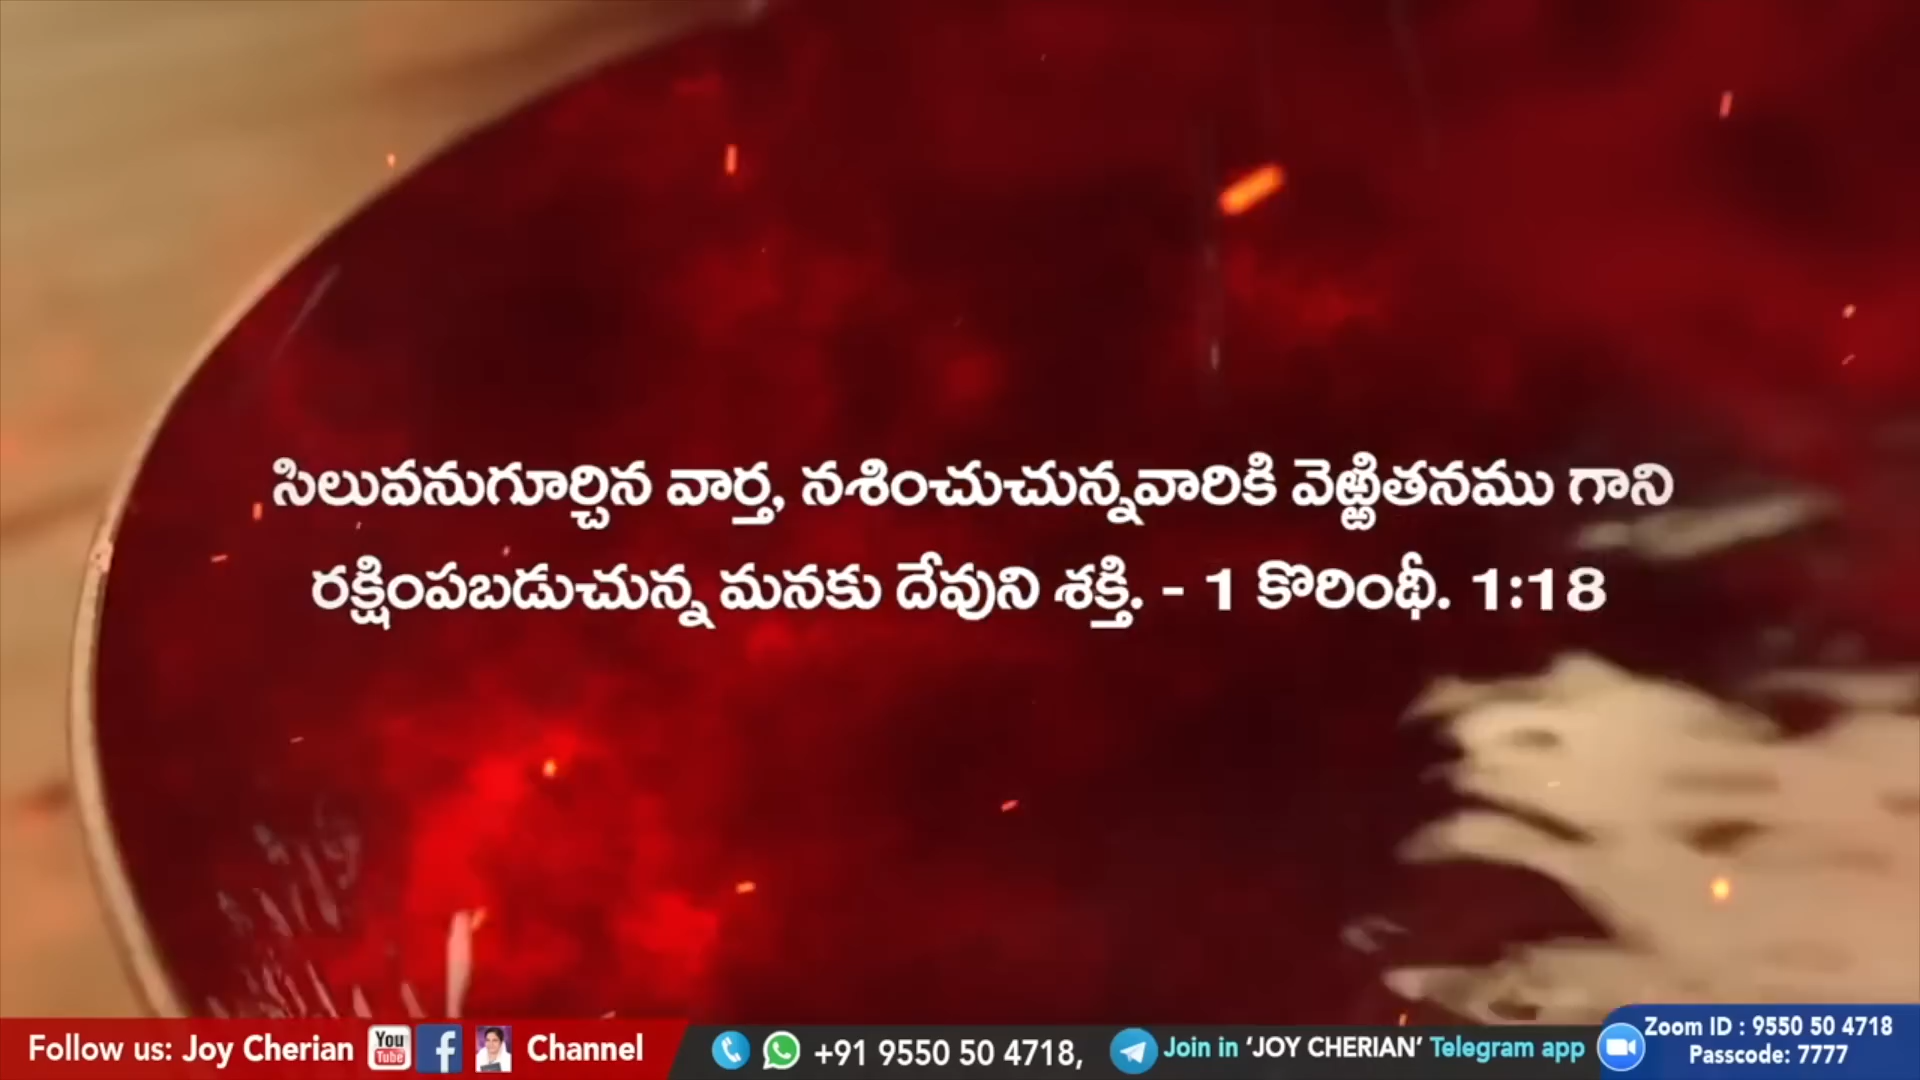 సిలువనుగూర్చిన వార్త, నశించుచున్నవారికి వెఱ్ఱితనము గాని
రక్షింపబడుచున్న మనకు దేవుని శక్తి. - 1 కొరింథీ. 1:18
Follow us: Joy Cherian You Tube f Channel
+91 9550 50 4718,
Join in ‘JOY CHERIAN’ Telegram app
Zoom ID : 9550 50 4718
Passcode: 7777